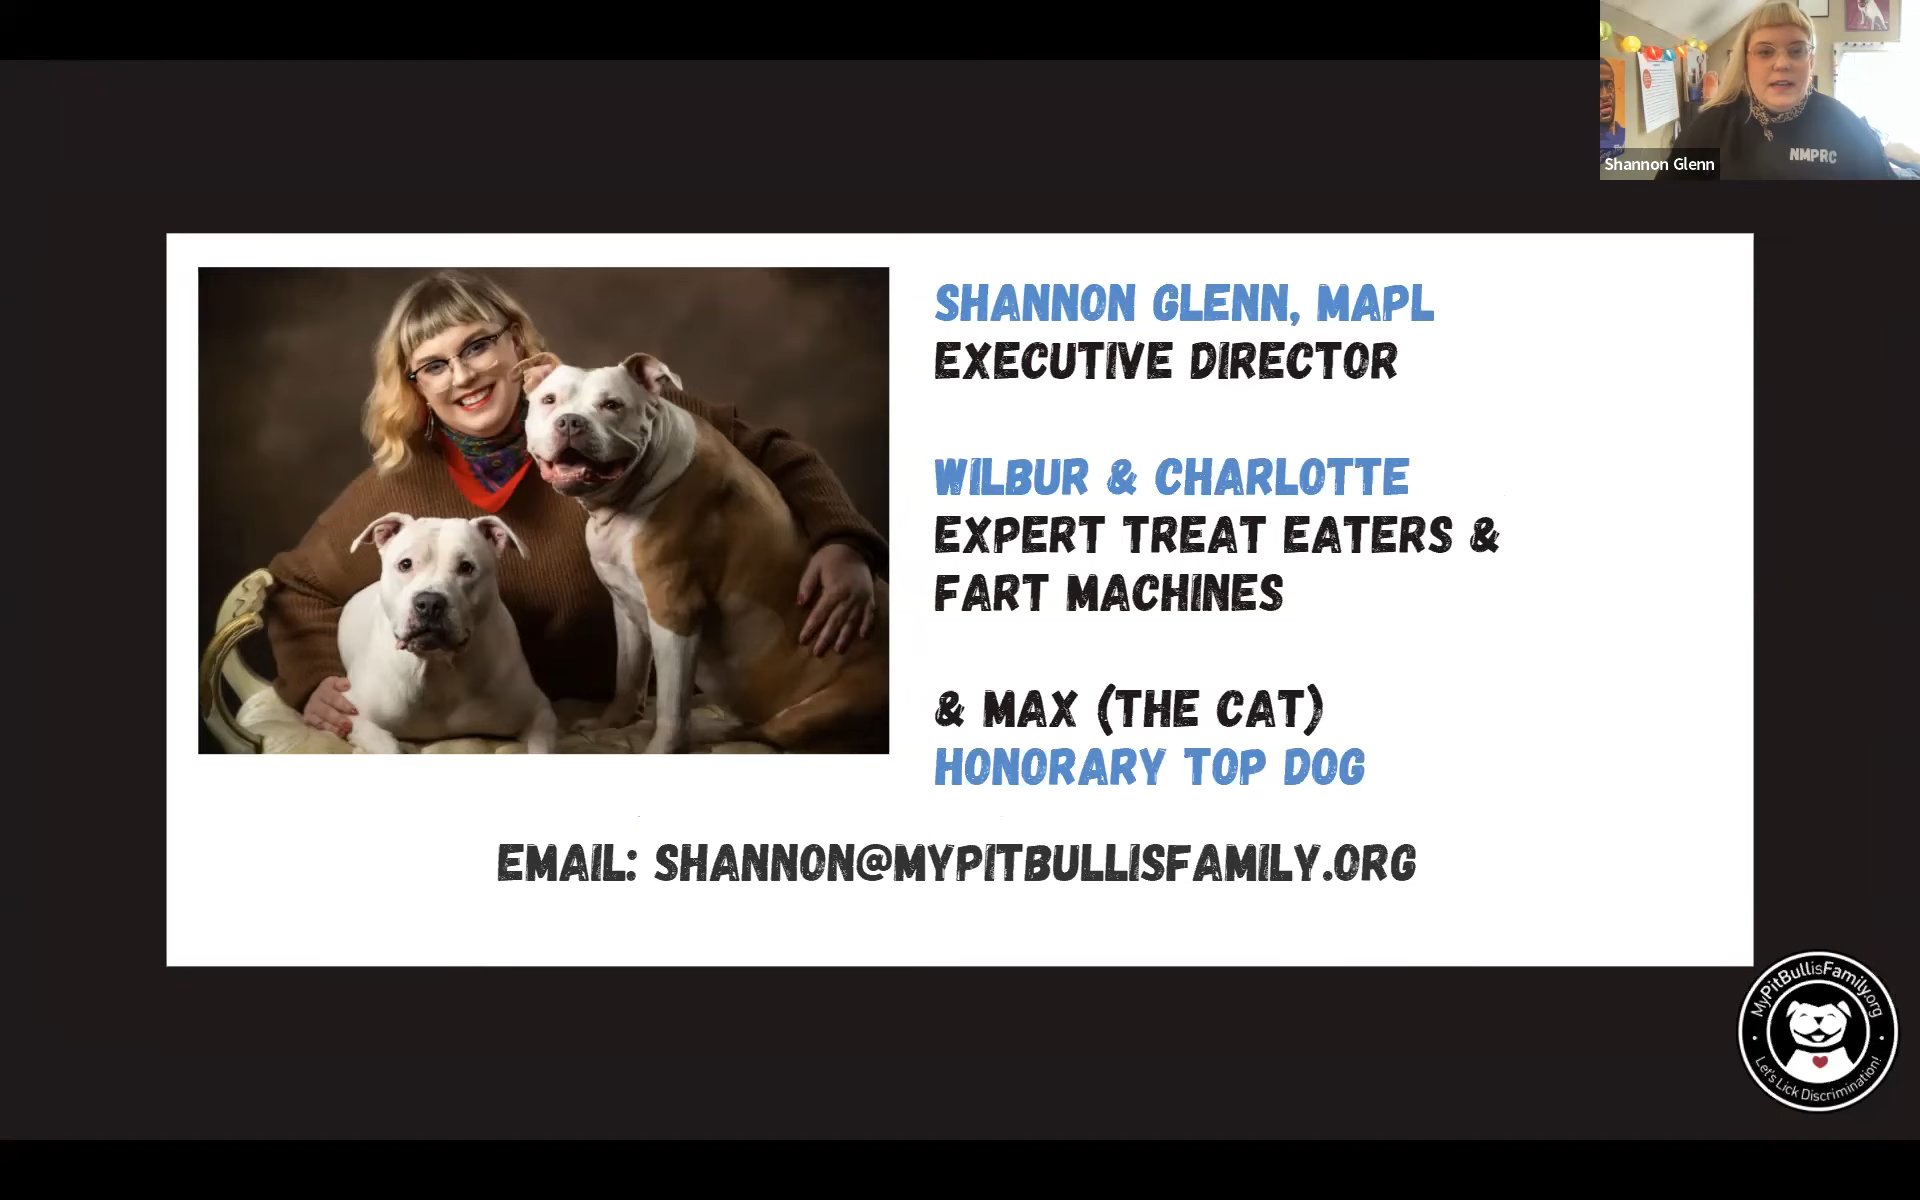 Shannon Glenn
NMPRC
SHANNON GLENN, MAPL
EXECUTIVE DIRECTOR
WILBUR & CHARLOTTE
EXPERT TREAT EATERS &
FART MACHINES
& MAX (THE CAT)
HONORARY TOP DOG
EMAIL: SHANNON@MYPITBULLISFAMILY.ORG
MyPitBullisFamily.org
Let's Lick Discrimination!